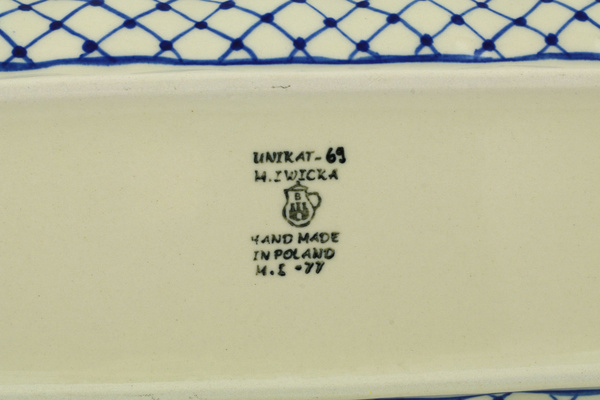 UNIKAT-69
M.IWICKA
B
HAND MADE
IN POLAND
M.S -77